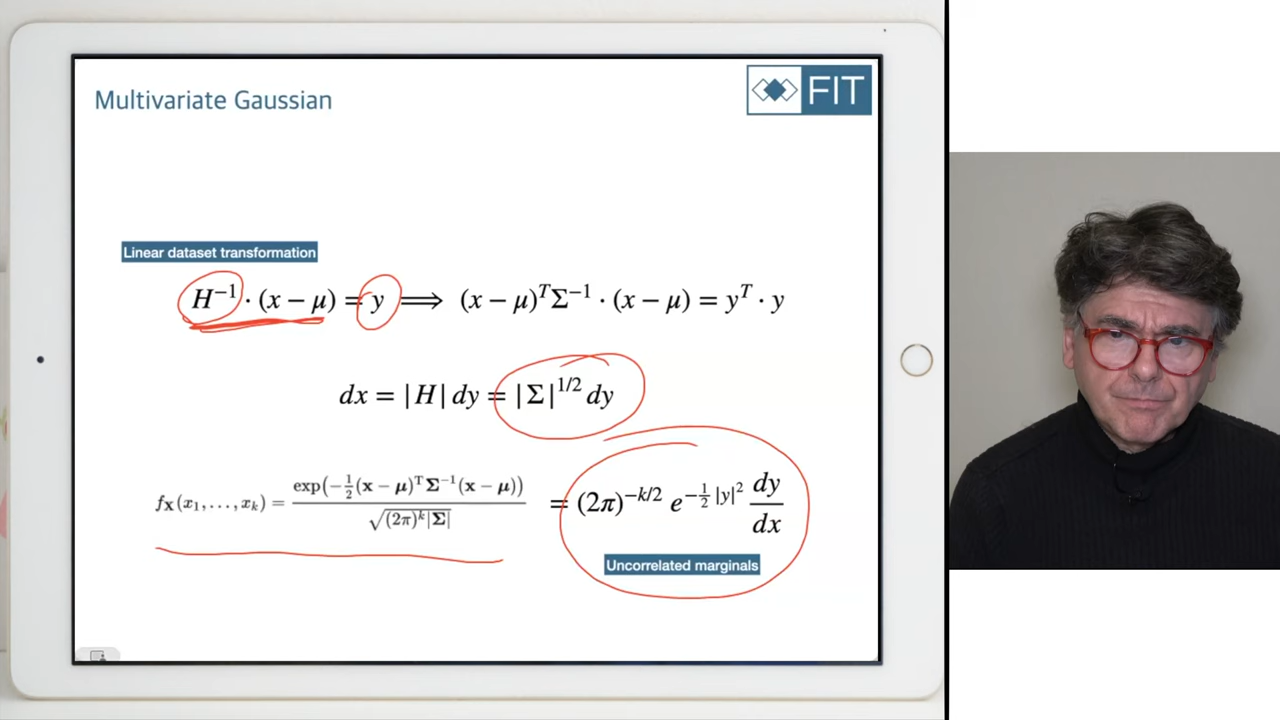 Multivariate Gaussian
FIT
Linear dataset transformation
H⁻¹ · (x − μ) = y ⟹ (x − μ)ᵀΣ⁻¹ · (x − μ) = yᵀ · y
dx = |H| dy = |Σ|^{1/2} dy
f_X(x₁, . . . , x_k) = exp(−½(x − μ)ᵀ Σ⁻¹(x − μ)) / √((2π)ᵏ|Σ|) = (2π)^{−k/2} e^{−½|y|²} dy/dx
Uncorrelated marginals